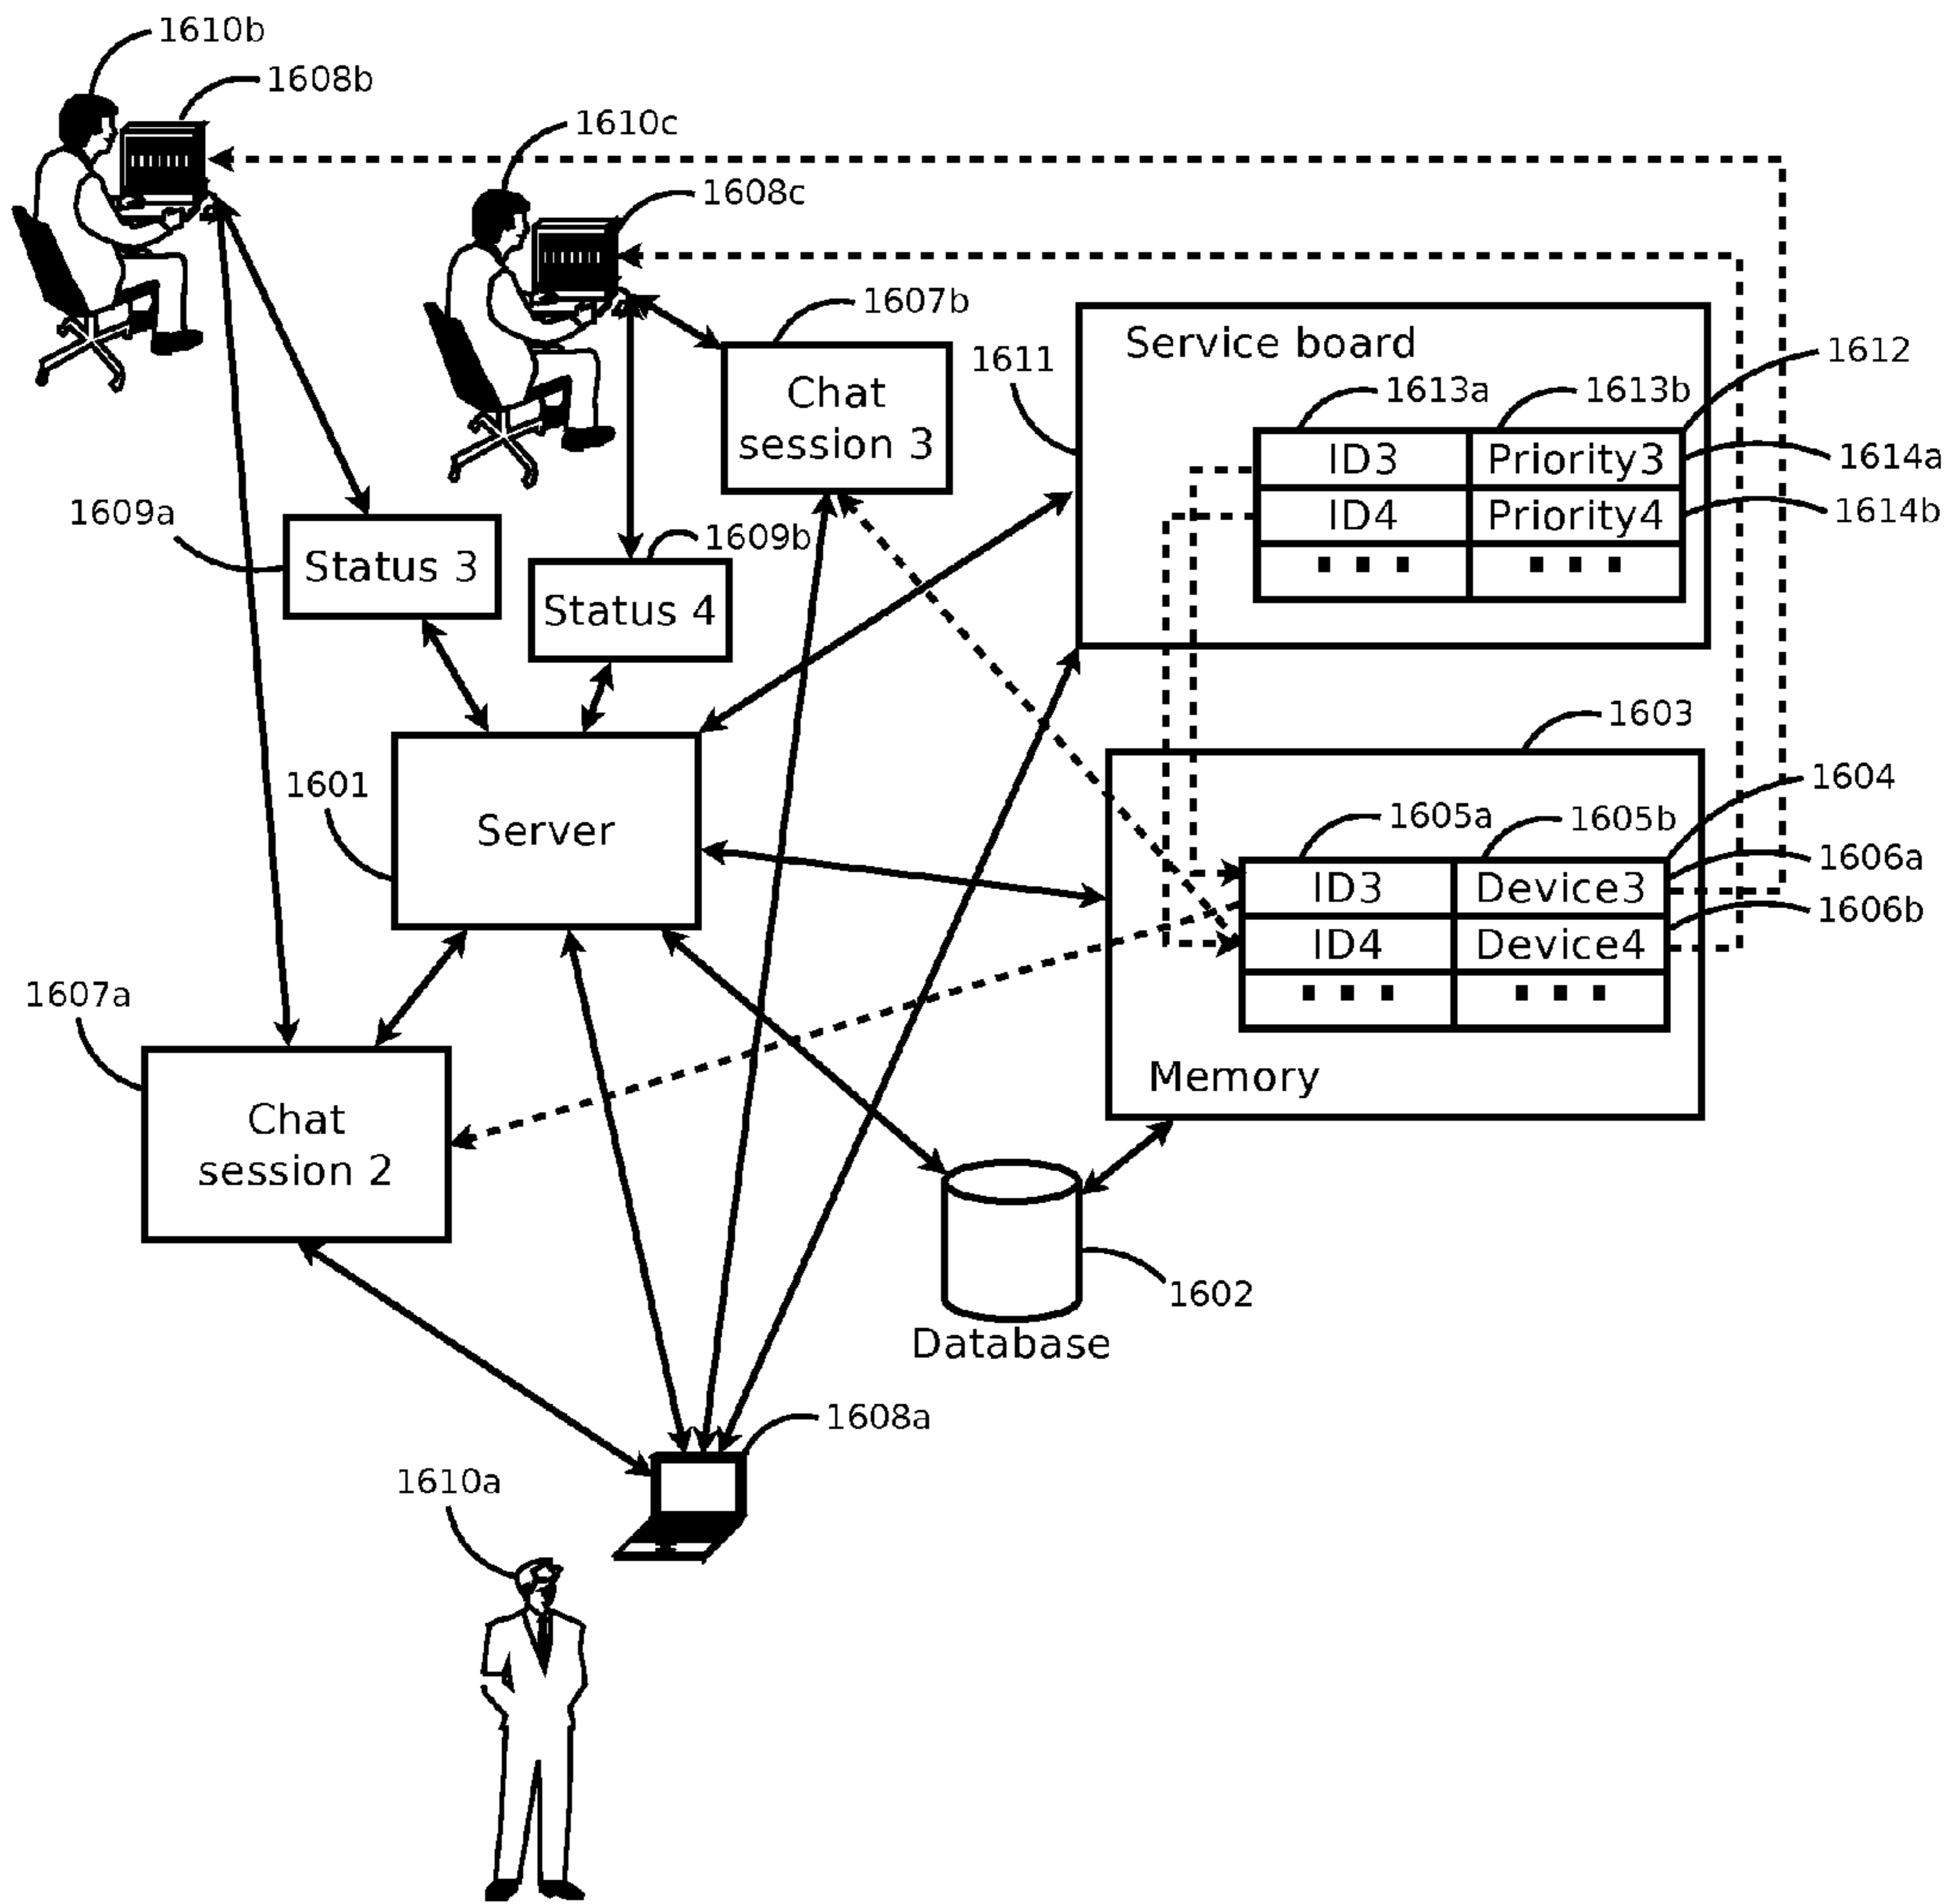 1610b
1608b
1610c
1608c
1607b
Service board
1612
1611
1613a
1613b
Chat
session 3
ID3
Priority3
1614a
1609a
ID4
Priority4
1614b
1609b
Status 3
Status 4
1603
1601
1604
Server
1605a
1605b
1606a
ID3
Device3
1606b
ID4
Device4
1607a
Memory
Chat
session 2
1602
Database
1608a
1610a